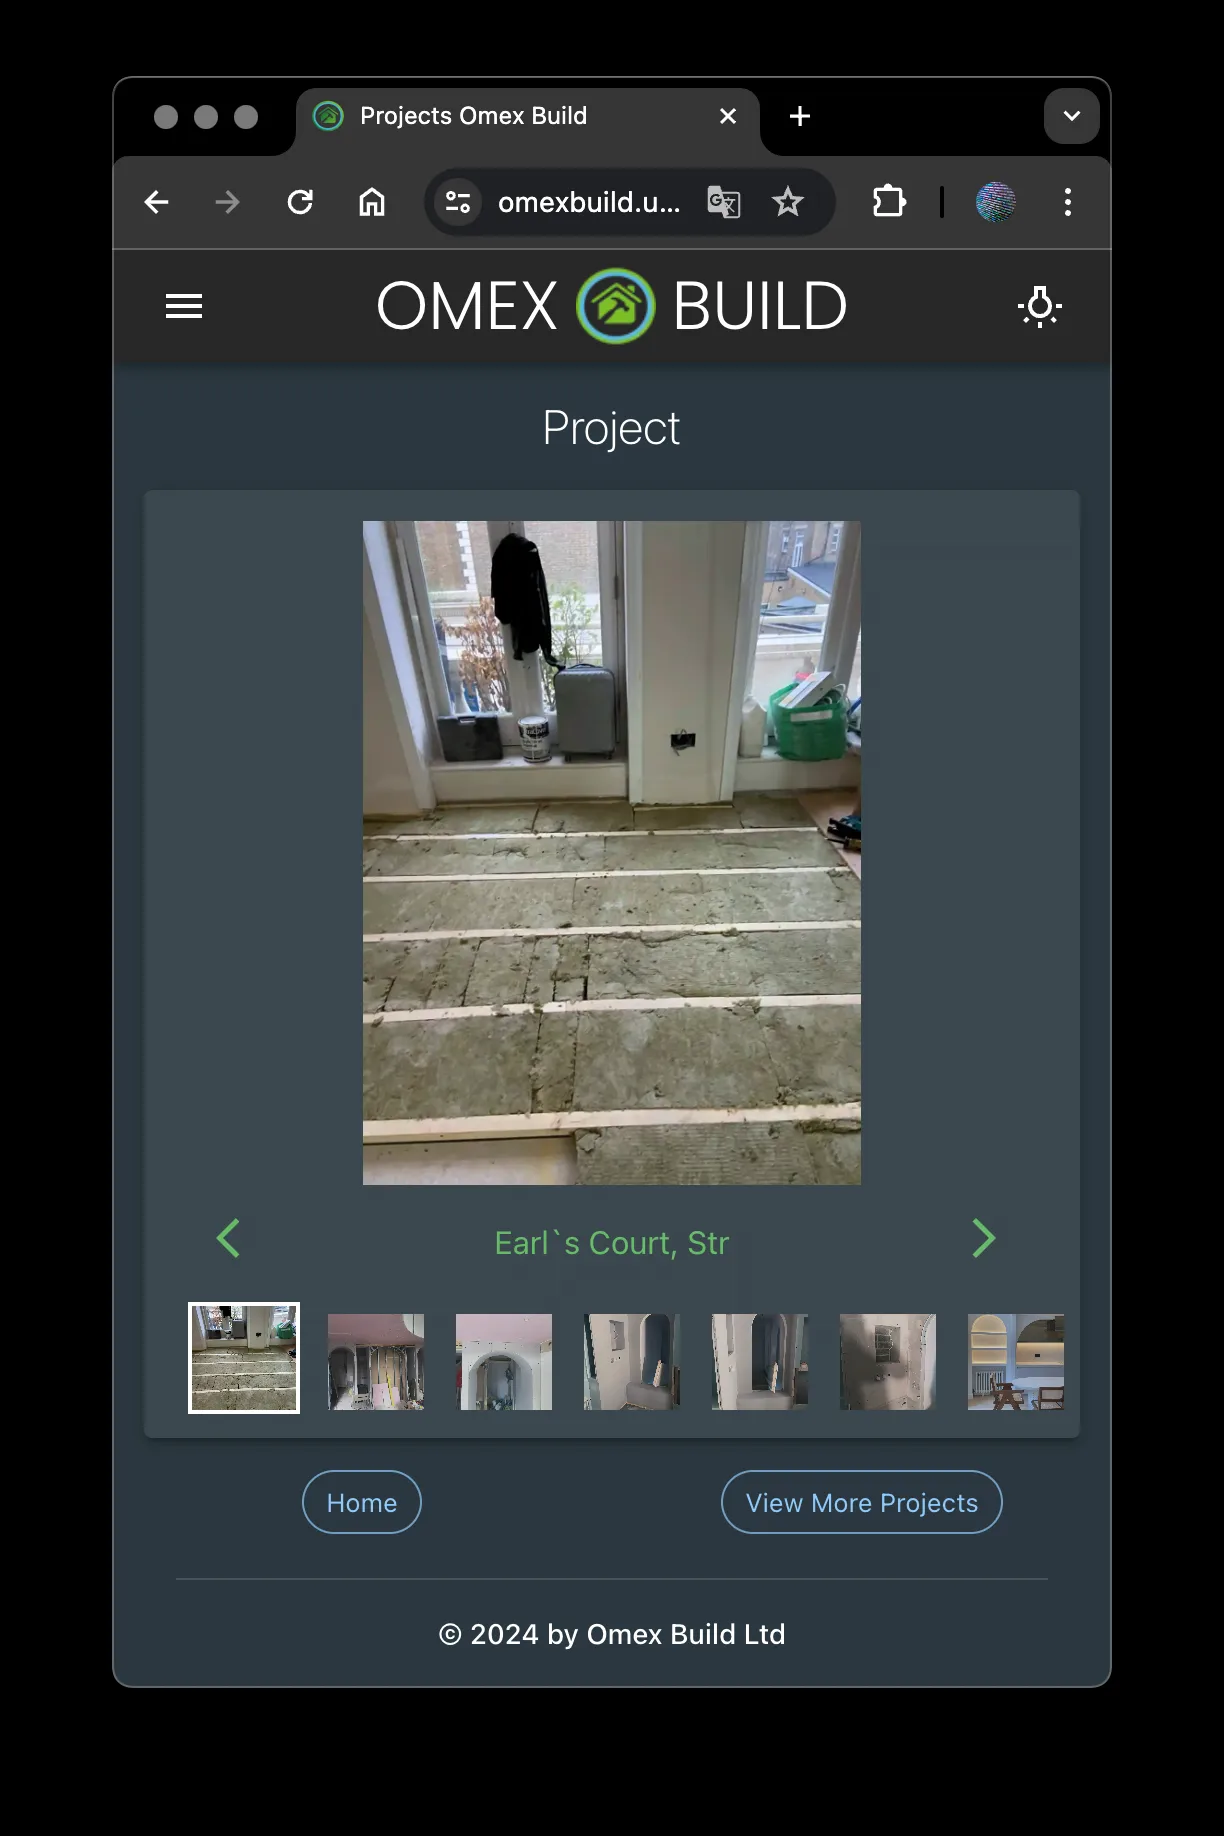 Projects Omex Build
omexbuild.u...
OMEX BUILD
Project
Earl`s Court, Str
Home
View More Projects
© 2024 by Omex Build Ltd